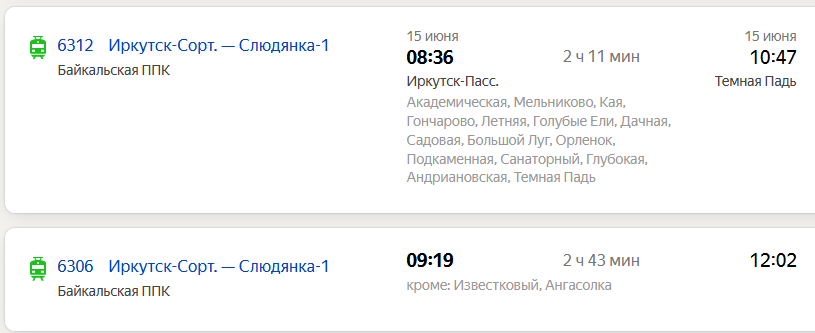 6312 Иркутск-Сорт. — Слюдянка-1
Байкальская ППК
15 июня
08:36
Иркутск-Пасс.
2 ч 11 мин
15 июня
10:47
Темная Падь
Академическая, Мельниково, Кая,
Гончарово, Летняя, Голубые Ели, Дачная,
Садовая, Большой Луг, Орленок,
Подкаменная, Санаторный, Глубокая,
Андриановская, Темная Падь
6306 Иркутск-Сорт. — Слюдянка-1
Байкальская ППК
09:19
2 ч 43 мин
12:02
кроме: Известковый, Ангасолка